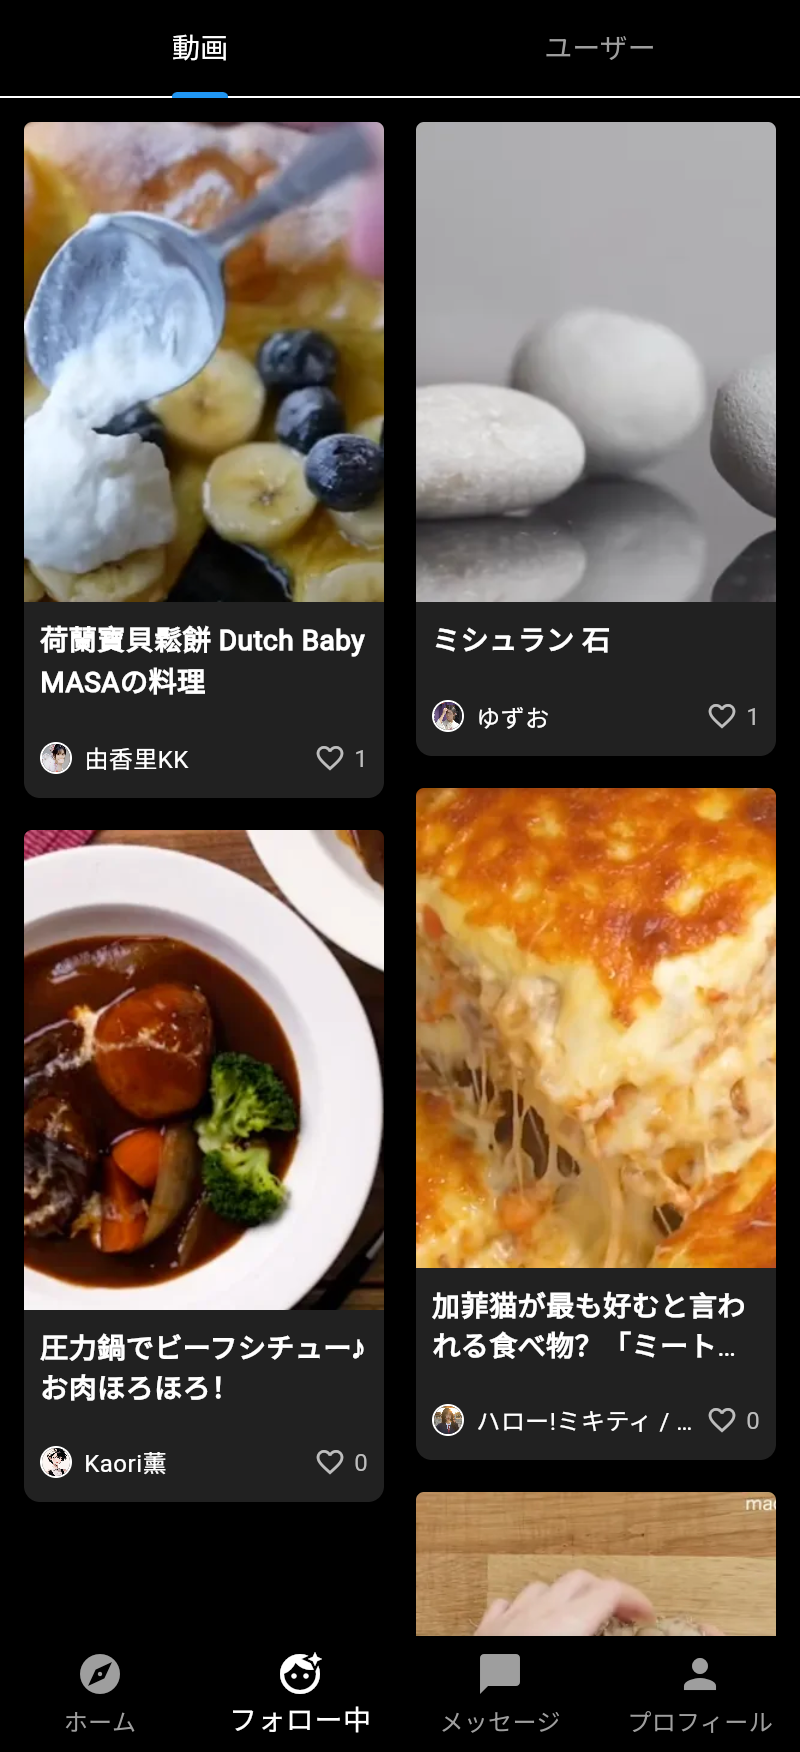 動画
ユーザー
荷蘭寶貝鬆餅 Dutch Baby
MASAの料理
由香里KK
1
ミシュラン 石
ゆずお
1
圧力鍋でビーフシチュー♪
お肉ほろほろ！
Kaori薫
0
加菲猫が最も好むと言わ
れる食べ物？「ミート...
ハロー!ミキティ / ...
0
ホーム
フォロー中
メッセージ
プロフィール